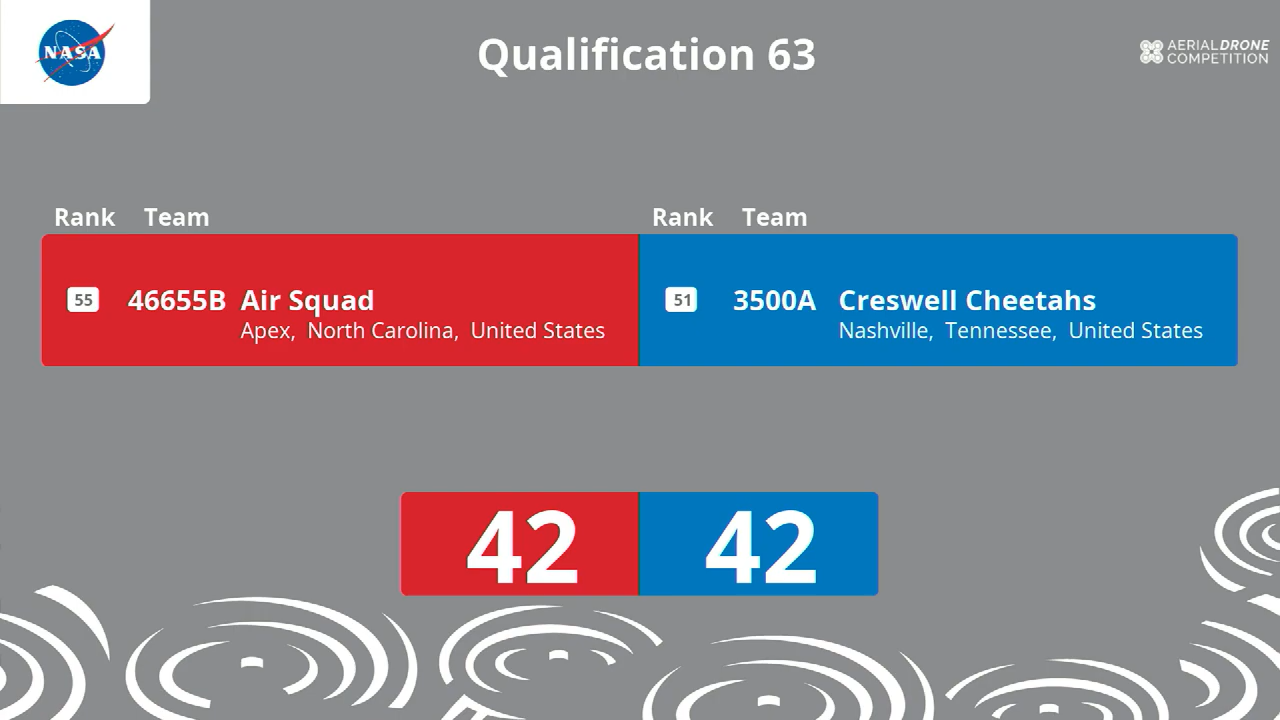 NASA
Qualification 63
AERIALDRONE
COMPETITION
Rank Team
55 46655B Air Squad
Apex, North Carolina, United States
Rank Team
51 3500A Creswell Cheetahs
Nashville, Tennessee, United States
42 42